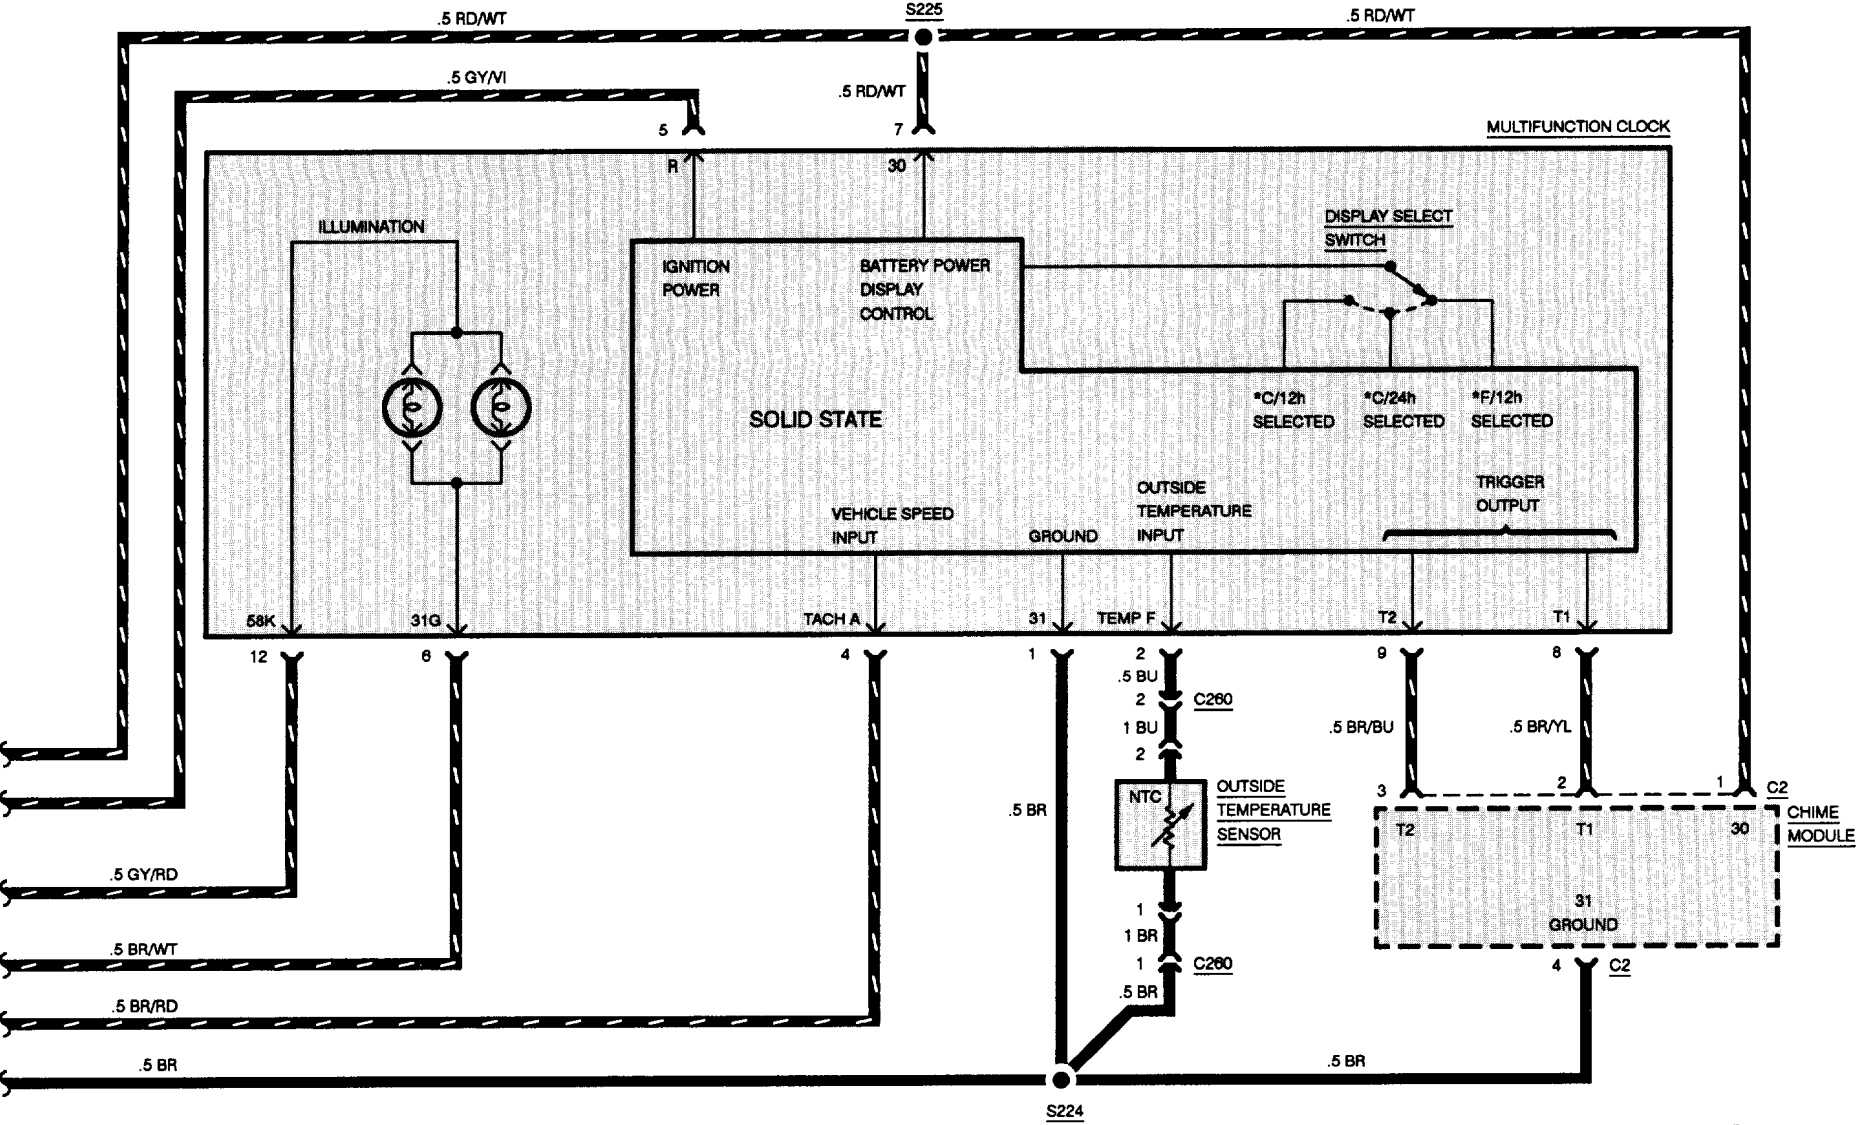 S225
.5 RD/WT
.5 RD/WT
.5 GY/VI
.5 RD/WT
5
7
MULTIFUNCTION CLOCK
R
30
ILLUMINATION
DISPLAY SELECT
SWITCH
IGNITION
POWER
BATTERY POWER
DISPLAY
CONTROL
SOLID STATE
*C/12h
SELECTED
*C/24h
SELECTED
*F/12h
SELECTED
TRIGGER
OUTPUT
VEHICLE SPEED
INPUT
GROUND
OUTSIDE
TEMPERATURE
INPUT
58K
31G
TACH A
31
TEMP F
T2
T1
12
6
4
1
2
9
8
.5 BU
2
C260
1 BU
2
.5 BR/BU
.5 BR/YL
NTC
OUTSIDE
TEMPERATURE
SENSOR
.5 BR
3
2
1
C2
CHIME
MODULE
T2
T1
30
31
GROUND
.5 GY/RD
1
1 BR
1
C260
.5 BR
4
C2
.5 BR/WT
.5 BR/RD
.5 BR
.5 BR
S224